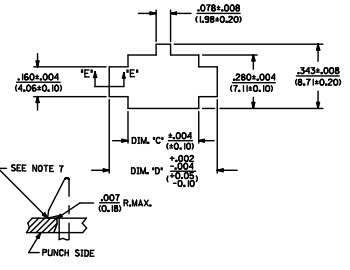 .078±.008
(1.98±0.20)
"E" "E"
.160±.004
(4.06±0.10)
.280±.004
(7.11±0.10)
.343±.008
(8.71±0.20)
DIM. "C" ±.004
(±0.10)
+.002
DIM. "D" -.004
(+0.05
-0.10)
SEE NOTE 7
.007 R.MAX.
(0.18)
PUNCH SIDE